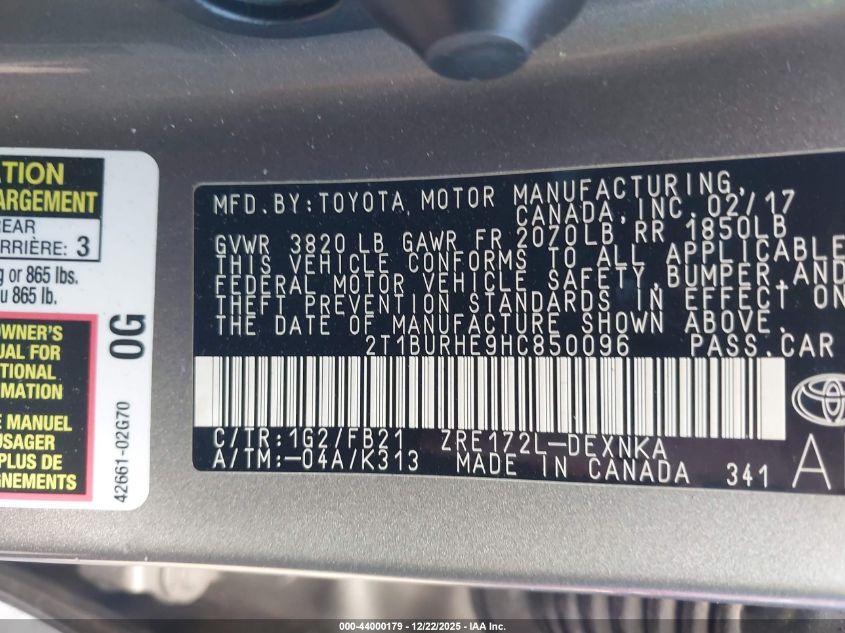 ATION
ARGEMENT
REAR
ARRIÈRE: 3
g or 865 lbs.
u 865 lb.
OWNER'S
UAL FOR
TIONAL
MATION
E MANUEL
USAGER
PLUS DE
GNEMENTS
0G
42661-02G70
MFD. BY: TOYOTA MOTOR MANUFACTURING,
CANADA, INC. 02/17
GVWR 3820 LB GAWR FR 2070LB, RR 1850LB
THIS VEHICLE CONFORMS TO ALL APPLICABLE
FEDERAL MOTOR VEHICLE SAFETY, BUMPER, AND
THEFT PREVENTION STANDARDS IN EFFECT ON
THE DATE OF MANUFACTURE SHOWN ABOVE.
2T1BURHE9HC850096 PASS. CAR
C/TR: 1G2/FB21 ZRE172L-DEXNKA
A/TM: -04A/K313 MADE IN CANADA 341 A
000-44000179 - 12/22/2025 - IAA Corp.